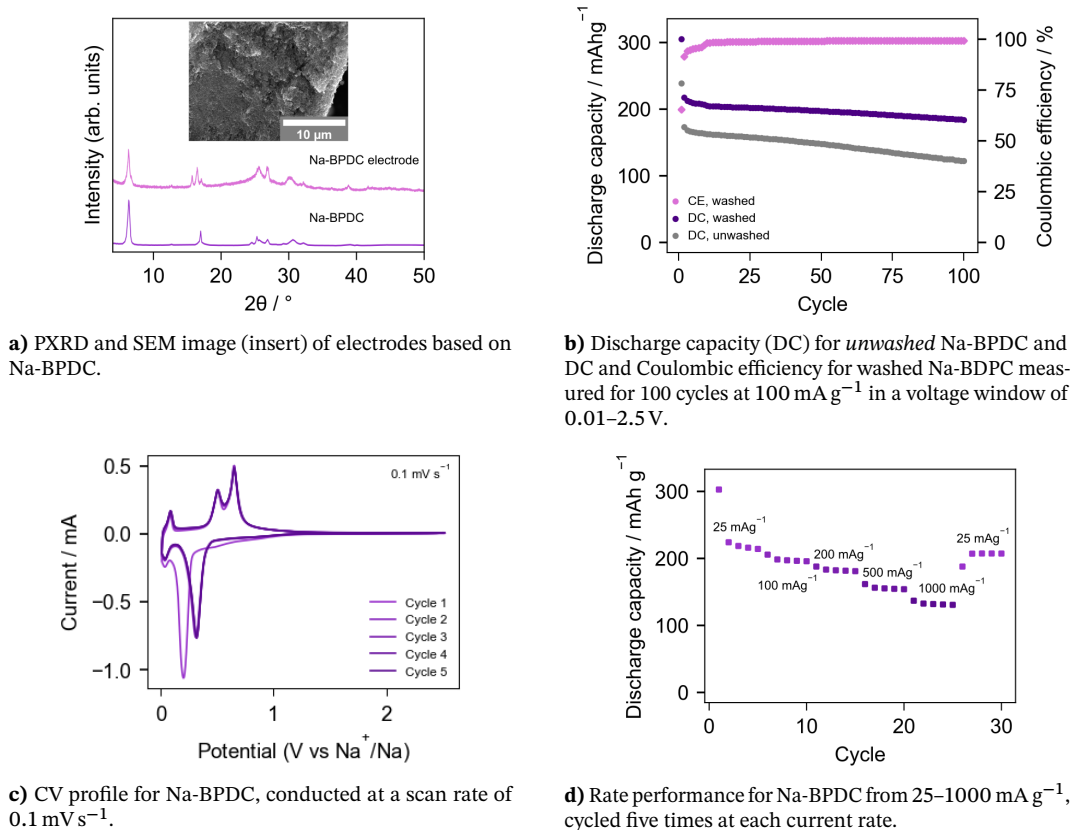 Intensity (arb. units)
10 µm
Na-BPDC electrode
Na-BPDC
10 20 30 40 50
2θ / °
a) PXRD and SEM image (insert) of electrodes based on
Na-BPDC.
Discharge capacity / mAhg⁻¹
300
200
100
0
CE, washed
DC, washed
DC, unwashed
100
75
50
25
0
Coulombic efficiency / %
0 25 50 75 100
Cycle
b) Discharge capacity (DC) for unwashed Na-BPDC and
DC and Coulombic efficiency for washed Na-BDPC meas-
ured for 100 cycles at 100 mA g⁻¹ in a voltage window of
0.01–2.5 V.
Current / mA
0.5
0.0
−0.5
−1.0
0.1 mV s⁻¹
Cycle 1
Cycle 2
Cycle 3
Cycle 4
Cycle 5
0 1 2
Potential (V vs Na⁺/Na)
c) CV profile for Na-BPDC, conducted at a scan rate of
0.1 mV s⁻¹.
Discharge capacity / mAh g⁻¹
300
200
100
0
25 mAg⁻¹
100 mAg⁻¹
200 mAg⁻¹
500 mAg⁻¹
1000 mAg⁻¹
25 mAg⁻¹
0 10 20 30
Cycle
d) Rate performance for Na-BPDC from 25–1000 mA g⁻¹,
cycled five times at each current rate.